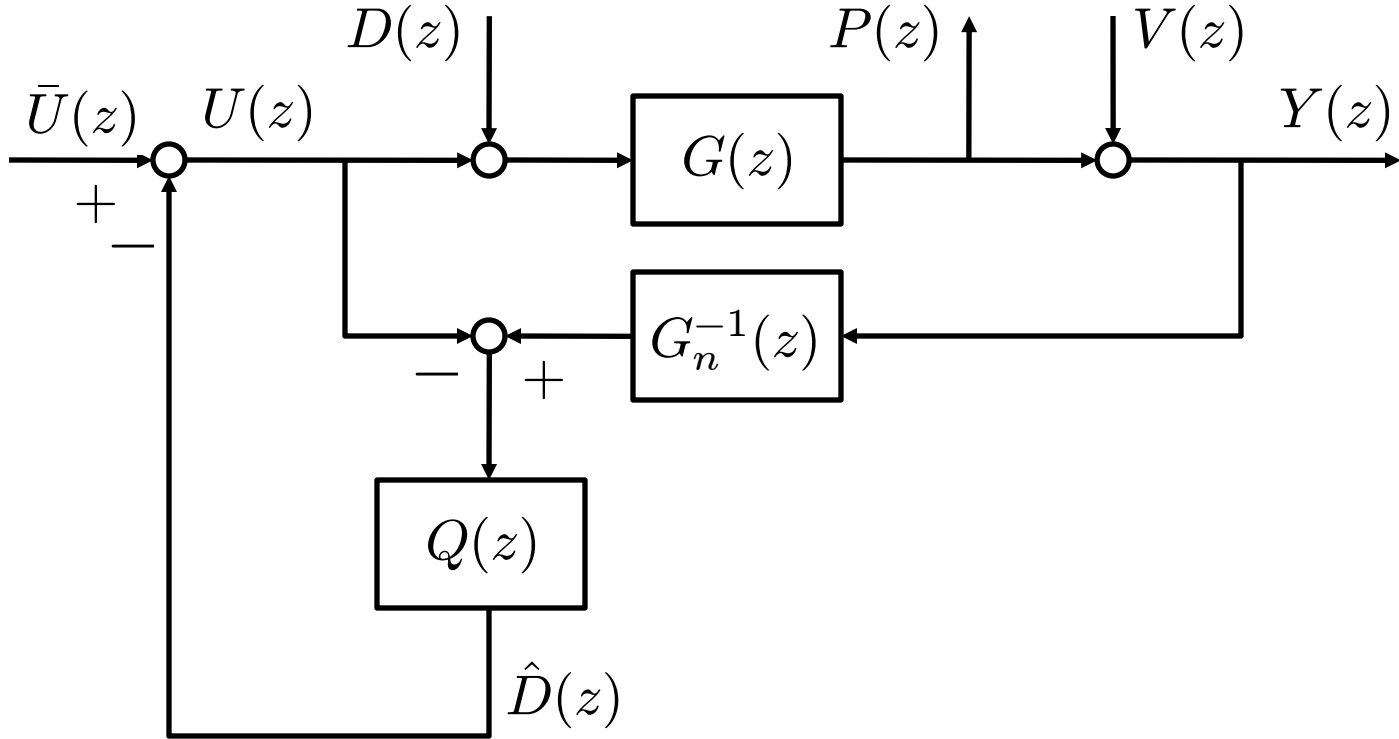 D(z) P(z) V(z)
Ū(z) U(z) Y(z)
G(z)
+
−
G_n^{-1}(z)
− +
Q(z)
D̂(z)